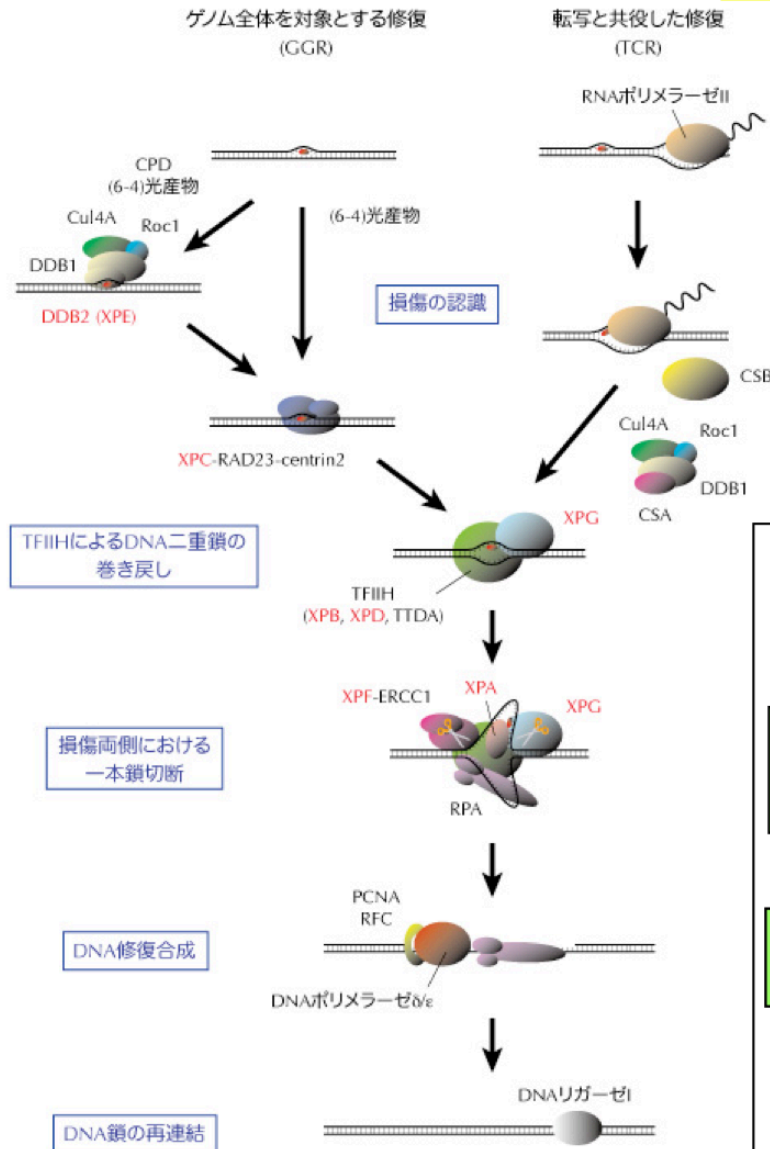 ゲノム全体を対象とする修復
(GGR)
転写と共役した修復
(TCR)
RNAポリメラーゼII
CPD
(6-4)光産物
(6-4)光産物
Cul4A
Roc1
DDB1
DDB2 (XPE)
損傷の認識
CSB
Cul4A
Roc1
DDB1
CSA
XPC-RAD23-centrin2
TFIIHによるDNA二重鎖の
巻き戻し
XPG
TFIIH
(XPB, XPD, TTDA)
XPF-ERCC1
XPA
XPG
損傷両側における
一本鎖切断
RPA
PCNA
RFC
DNA修復合成
DNAポリメラーゼδ/ε
DNAリガーゼI
DNA鎖の再連結